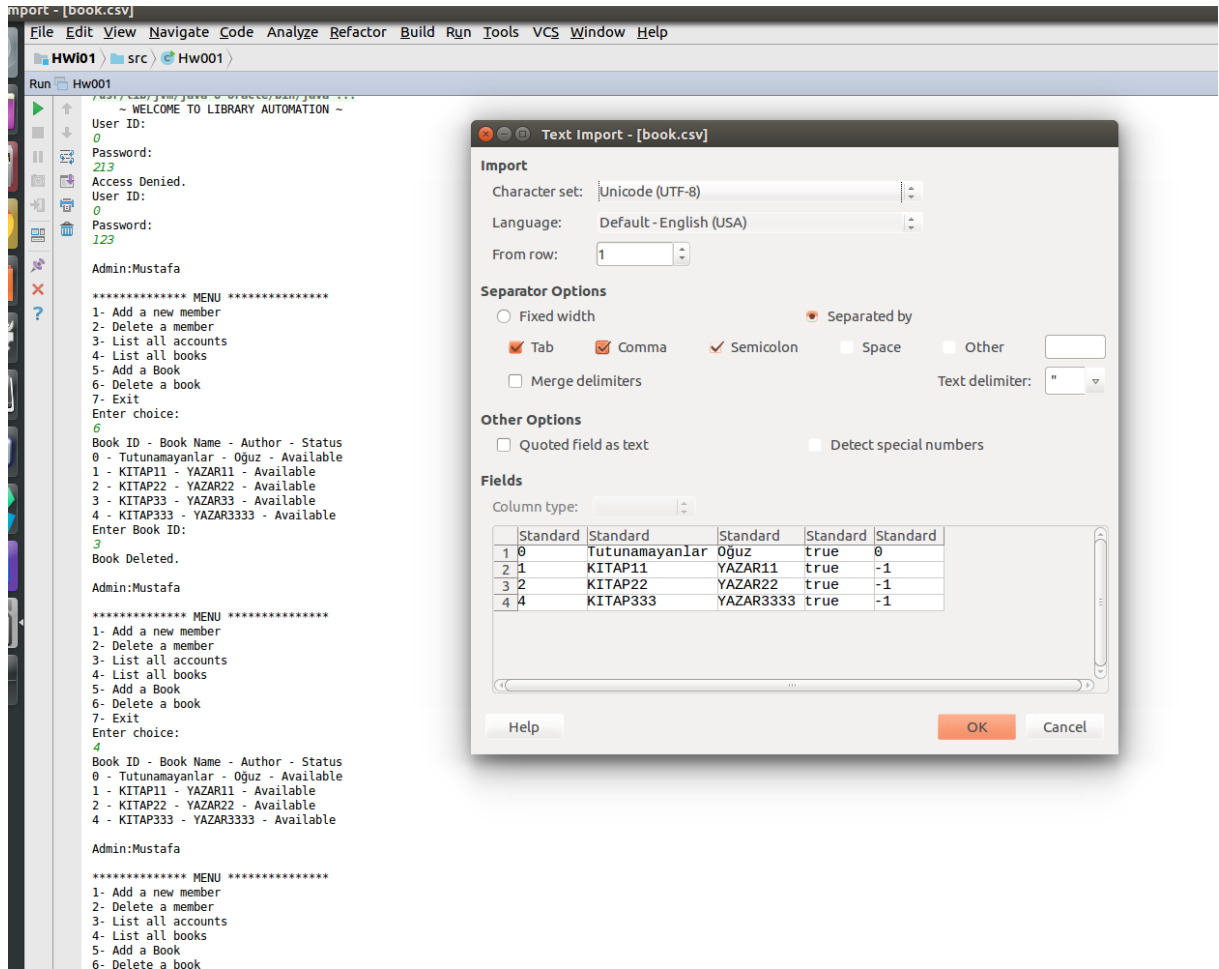 mport - [book.csv]
File Edit View Navigate Code Analyze Refactor Build Run Tools VCS Window Help
HWi01 src Hw001
Run Hw001
/usr/lib/jvm/java-8-oracle/bin/java ...
~ WELCOME TO LIBRARY AUTOMATION ~
User ID:
0
Password:
213
Access Denied.
User ID:
0
Password:
123
Admin:Mustafa
************** MENU ***************
1- Add a new member
2- Delete a member
3- List all accounts
4- List all books
5- Add a Book
6- Delete a book
7- Exit
Enter choice:
6
Book ID - Book Name - Author - Status
0 - Tutunamayanlar - Oğuz - Available
1 - KITAP11 - YAZAR11 - Available
2 - KITAP22 - YAZAR22 - Available
3 - KITAP33 - YAZAR33 - Available
4 - KITAP333 - YAZAR3333 - Available
Enter Book ID:
3
Book Deleted.
Admin:Mustafa
************** MENU ***************
1- Add a new member
2- Delete a member
3- List all accounts
4- List all books
5- Add a Book
6- Delete a book
7- Exit
Enter choice:
4
Book ID - Book Name - Author - Status
0 - Tutunamayanlar - Oğuz - Available
1 - KITAP11 - YAZAR11 - Available
2 - KITAP22 - YAZAR22 - Available
4 - KITAP333 - YAZAR3333 - Available
Admin:Mustafa
************** MENU ***************
1- Add a new member
2- Delete a member
3- List all accounts
4- List all books
5- Add a Book
6- Delete a book
Text Import - [book.csv]
Import
Character set: Unicode (UTF-8)
Language: Default - English (USA)
From row: 1
Separator Options
Fixed width Separated by
Tab Comma Semicolon Space Other
Merge delimiters Text delimiter: "
Other Options
Quoted field as text Detect special numbers
Fields
Column type:
Standard Standard Standard Standard Standard
1 0 Tutunamayanlar Oğuz true 0
2 1 KITAP11 YAZAR11 true -1
3 2 KITAP22 YAZAR22 true -1
4 4 KITAP333 YAZAR3333 true -1
Help OK Cancel